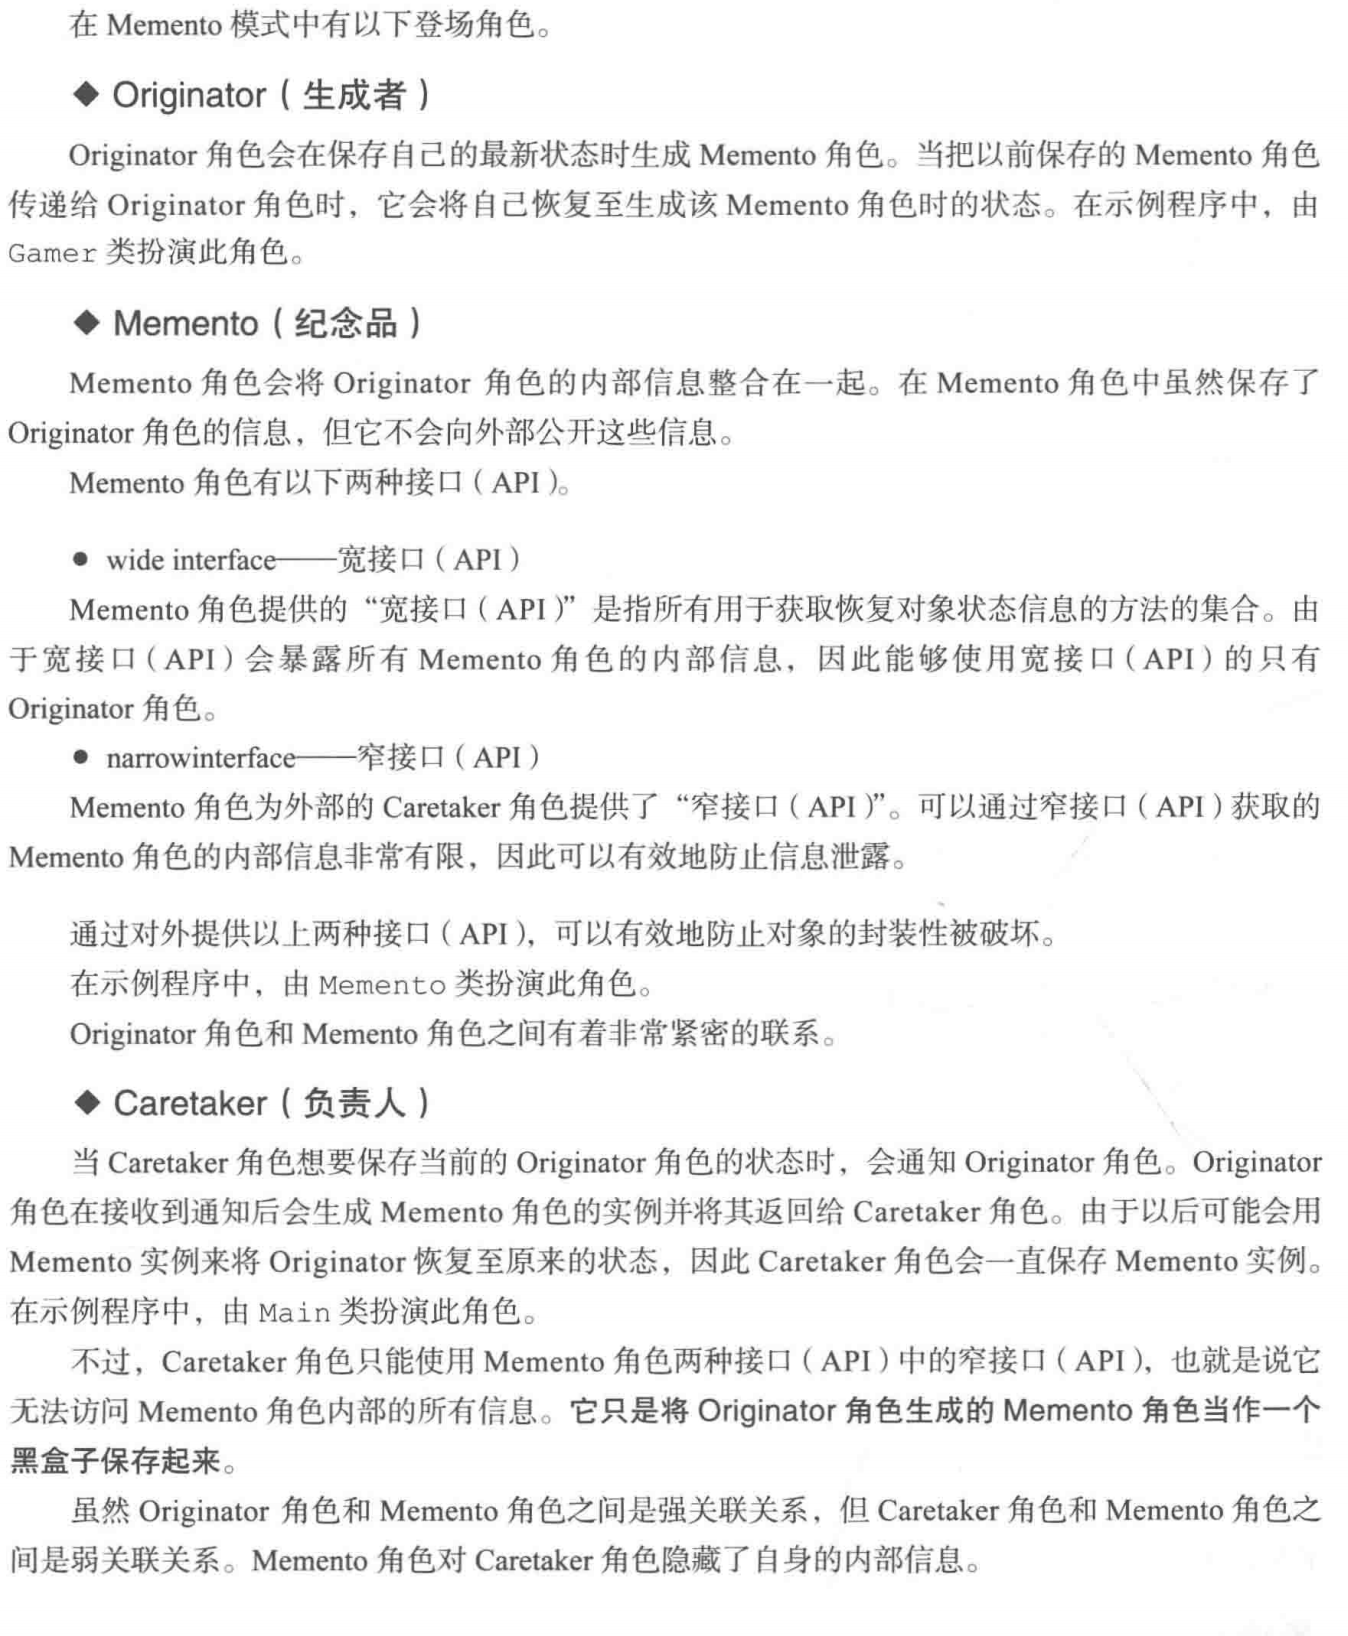 在 Memento 模式中有以下登场角色。
◆ Originator（生成者）
Originator 角色会在保存自己的最新状态时生成 Memento 角色。当把以前保存的 Memento 角色
传递给 Originator 角色时，它会将自己恢复至生成该 Memento 角色时的状态。在示例程序中，由
Gamer 类扮演此角色。
◆ Memento（纪念品）
Memento 角色会将 Originator 角色的内部信息整合在一起。在 Memento 角色中虽然保存了
Originator 角色的信息，但它不会向外部公开这些信息。
Memento 角色有以下两种接口（API）。
● wide interface——宽接口（API）
Memento 角色提供的“宽接口（API）”是指所有用于获取恢复对象状态信息的方法的集合。由
于宽接口（API）会暴露所有 Memento 角色的内部信息，因此能够使用宽接口（API）的只有
Originator 角色。
● narrowinterface——窄接口（API）
Memento 角色为外部的 Caretaker 角色提供了“窄接口（API）”。可以通过窄接口（API）获取的
Memento 角色的内部信息非常有限，因此可以有效地防止信息泄露。
通过对外提供以上两种接口（API），可以有效地防止对象的封装性被破坏。
在示例程序中，由 Memento 类扮演此角色。
Originator 角色和 Memento 角色之间有着非常紧密的联系。
◆ Caretaker（负责人）
当 Caretaker 角色想要保存当前的 Originator 角色的状态时，会通知 Originator 角色。Originator
角色在接收到通知后会生成 Memento 角色的实例并将其返回给 Caretaker 角色。由于以后可能会用
Memento 实例来将 Originator 恢复至原来的状态，因此 Caretaker 角色会一直保存 Memento 实例。
在示例程序中，由 Main 类扮演此角色。
不过，Caretaker 角色只能使用 Memento 角色两种接口（API）中的窄接口（API），也就是说它
无法访问 Memento 角色内部的所有信息。它只是将 Originator 角色生成的 Memento 角色当作一个
黑盒子保存起来。
虽然 Originator 角色和 Memento 角色之间是强关联关系，但 Caretaker 角色和 Memento 角色之
间是弱关联关系。Memento 角色对 Caretaker 角色隐藏了自身的内部信息。